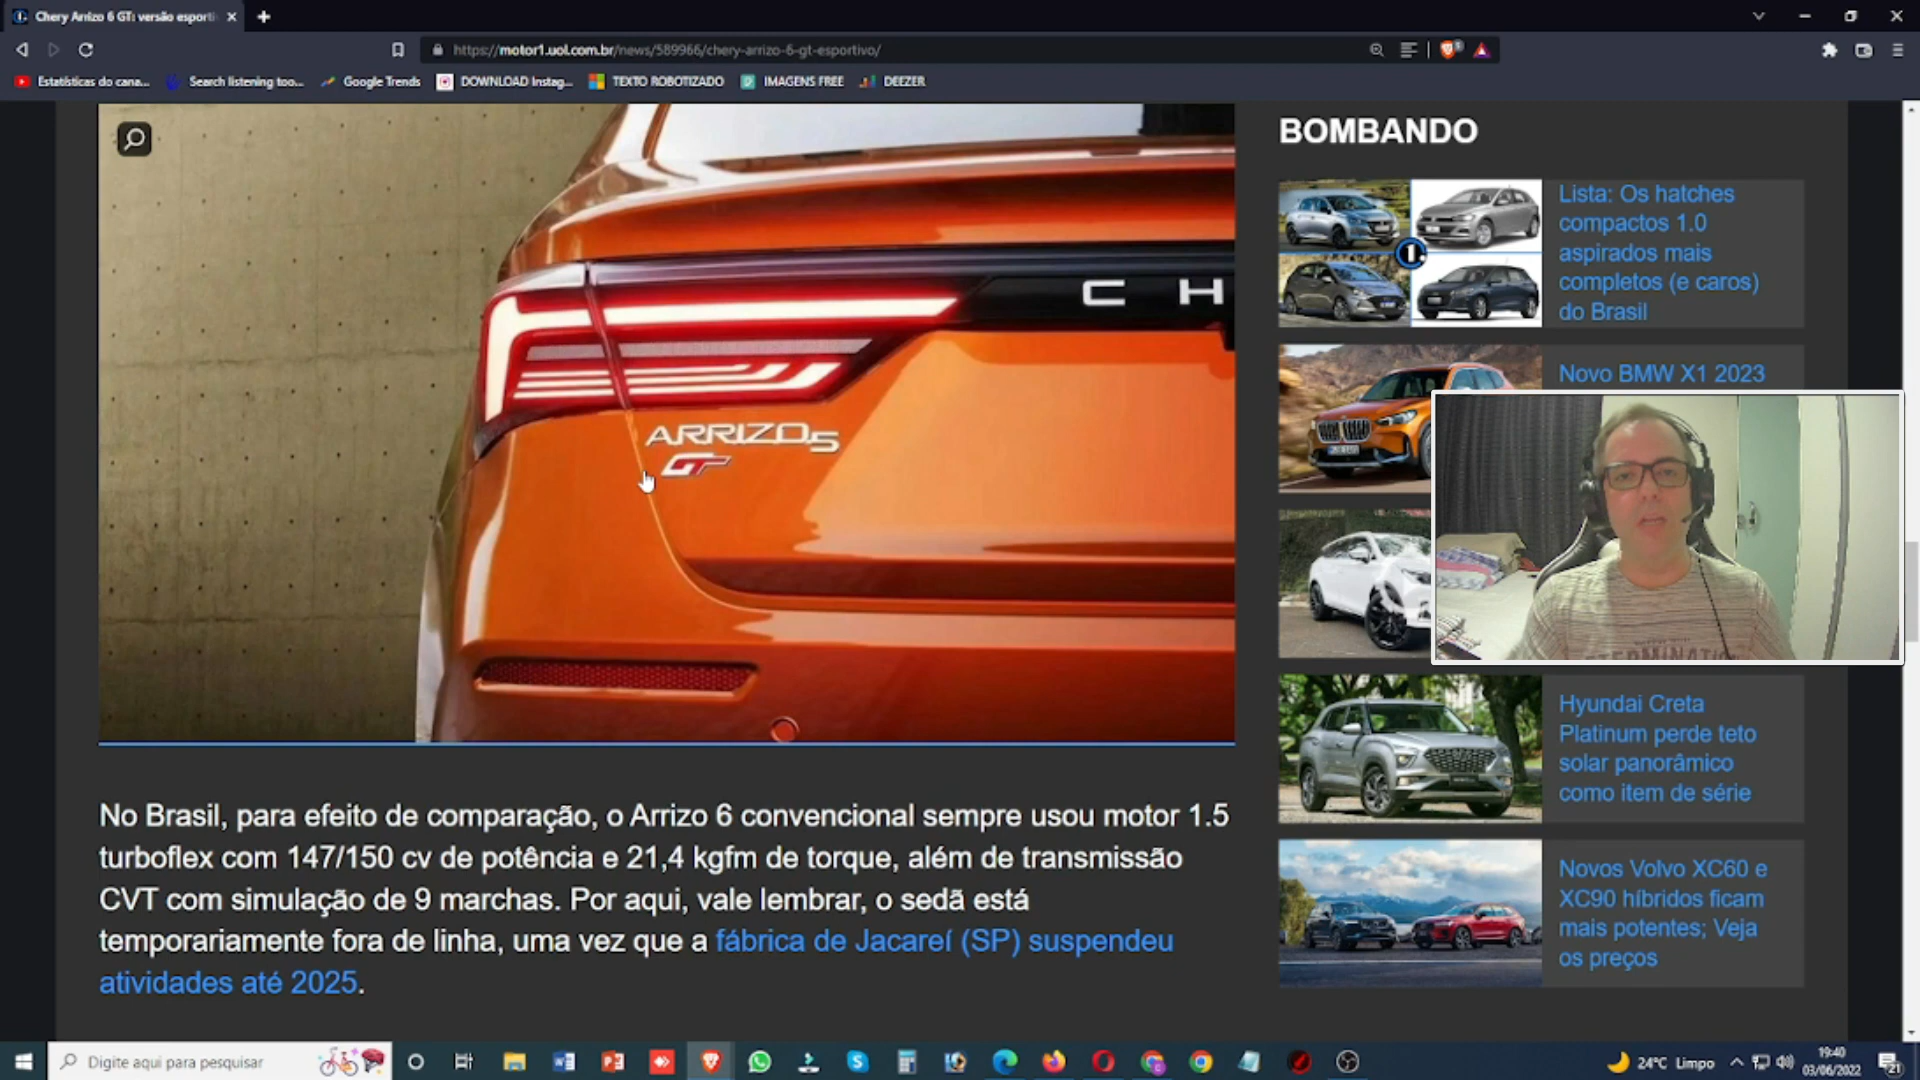 Chery Arrizo 6 GT: versão esporti
https://motor1.uol.com.br/news/589966/chery-arrizo-6-gt-esportivo/
Estatísticas do cana...
Search listening too...
Google Trends
DOWNLOAD Instag...
TEXTO ROBOTIZADO
IMAGENS FREE
DEEZER
C H
ARRIZO5
GT
No Brasil, para efeito de comparação, o Arrizo 6 convencional sempre usou motor 1.5
turboflex com 147/150 cv de potência e 21,4 kgfm de torque, além de transmissão
CVT com simulação de 9 marchas. Por aqui, vale lembrar, o sedã está
temporariamente fora de linha, uma vez que a fábrica de Jacareí (SP) suspendeu
atividades até 2025.
BOMBANDO
Lista: Os hatches
compactos 1.0
aspirados mais
completos (e caros)
do Brasil
Novo BMW X1 2023
Hyundai Creta
Platinum perde teto
solar panorâmico
como item de série
Novos Volvo XC60 e
XC90 híbridos ficam
mais potentes; Veja
os preços
Digite aqui para pesquisar
24°C Limpo
19:40
03/06/2022
21